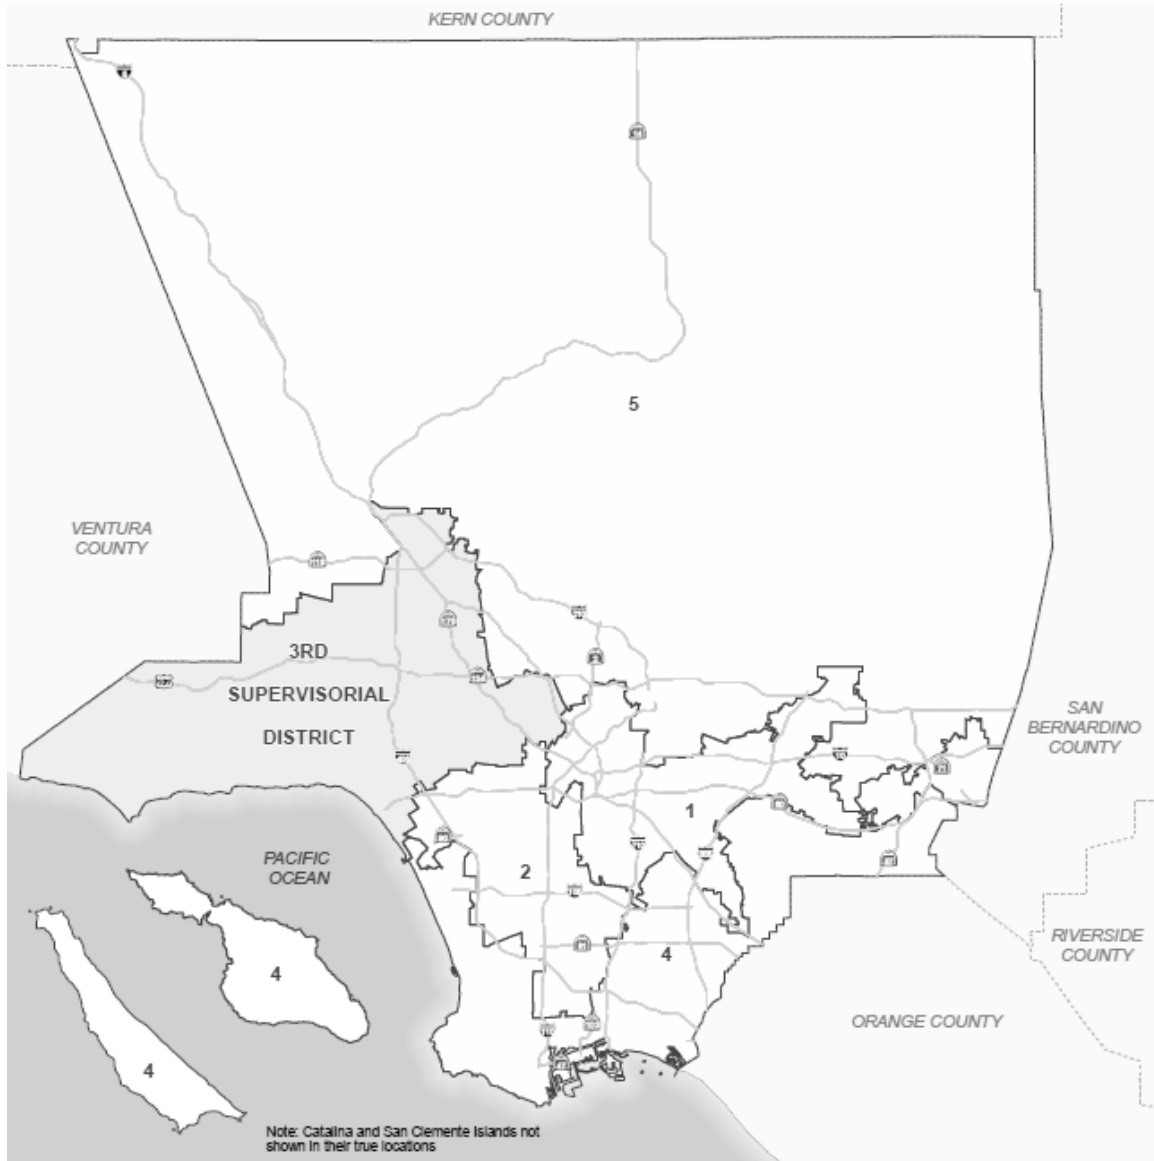 KERN COUNTY
5
VENTURA
COUNTY
3RD
SUPERVISORIAL
DISTRICT
SAN
BERNARDINO
COUNTY
1
2
PACIFIC
OCEAN
RIVERSIDE
COUNTY
4
4
ORANGE COUNTY
4
Note: Catalina and San Clemente Islands not
shown in their true locations